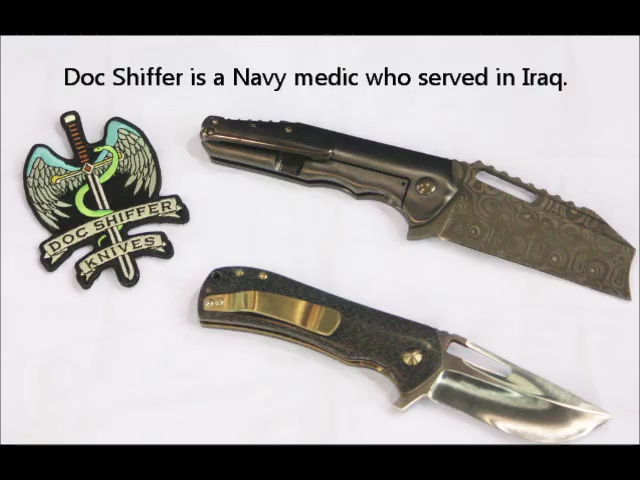 Doc Shiffer is a Navy medic who served in Iraq.
DOC SHIFFER
KNIVES